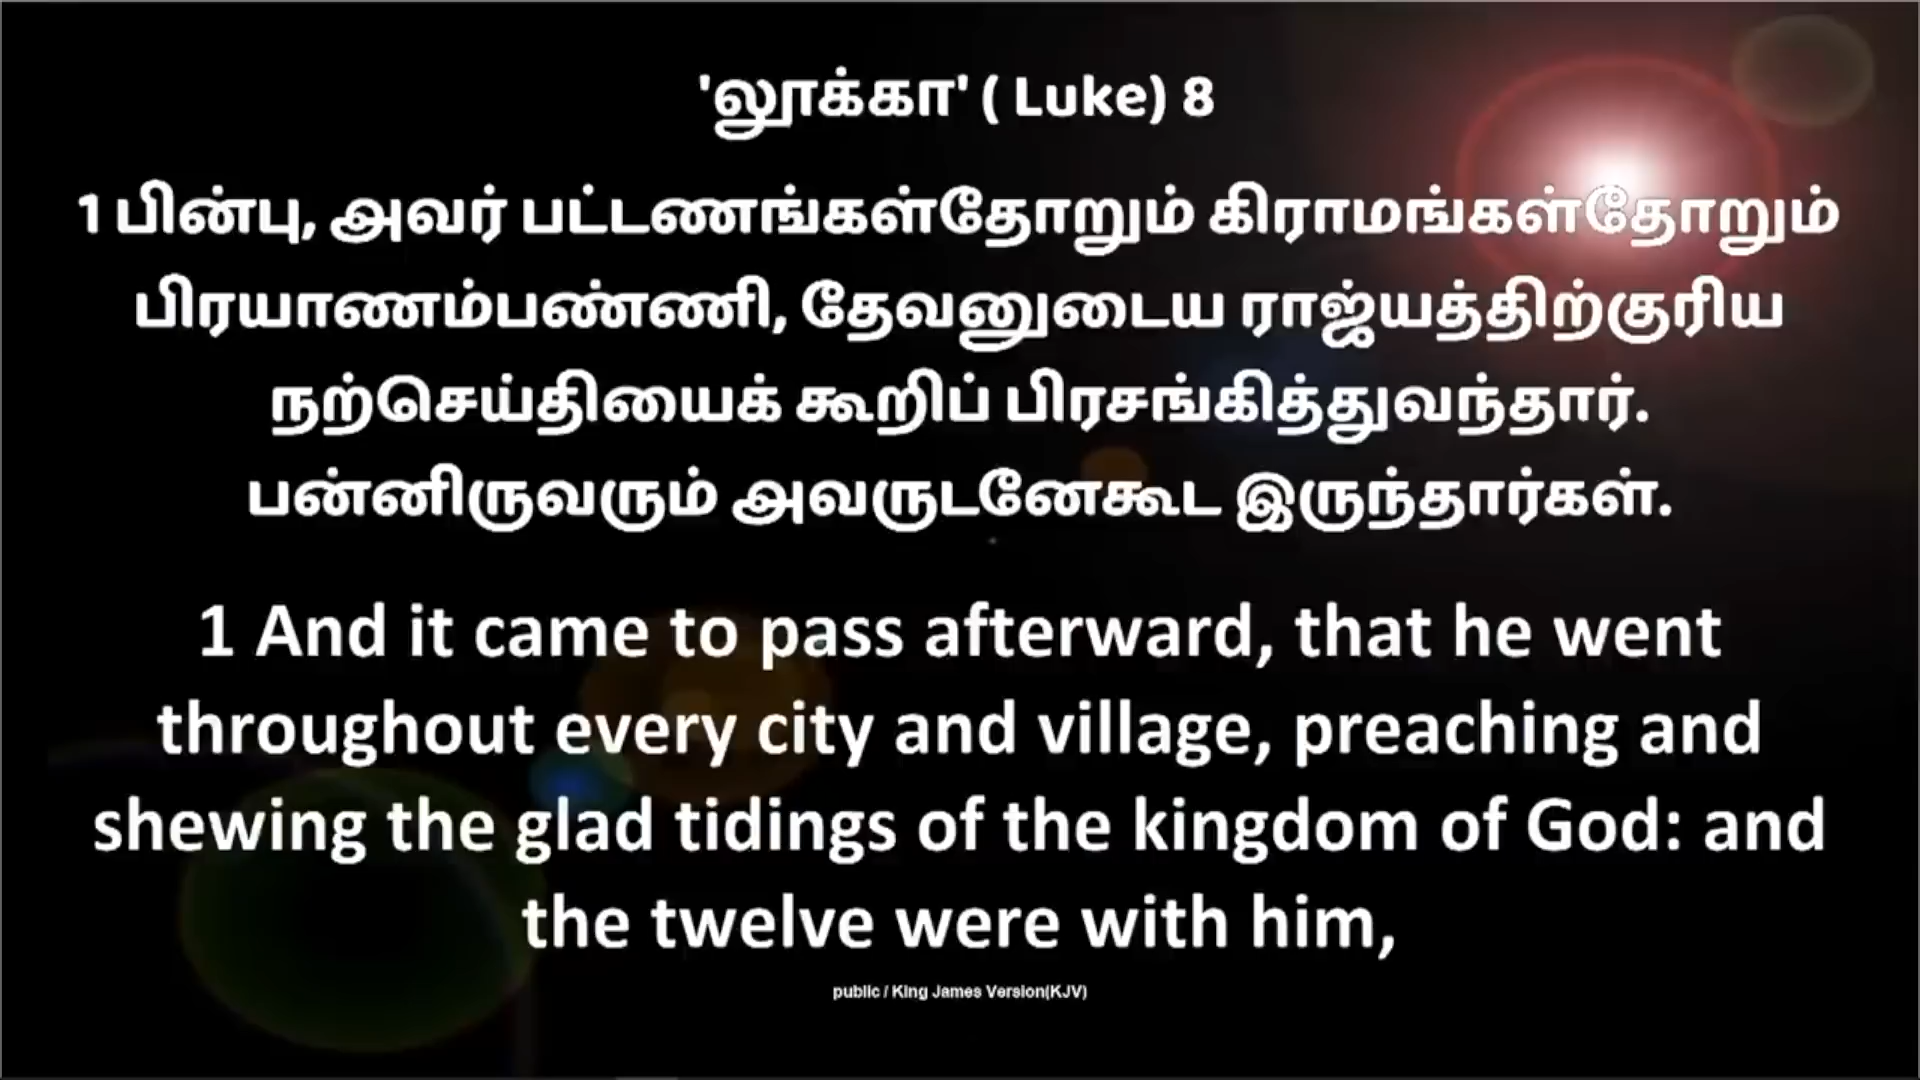 'லூக்கா' ( Luke) 8
1 பின்பு, அவர் பட்டணங்கள்தோறும் கிராமங்கள்தோறும்
பிரயாணம்பண்ணி, தேவனுடைய ராஜ்யத்திற்குரிய
நற்செய்தியைக் கூறிப் பிரசங்கித்துவந்தார்.
பன்னிருவரும் அவருடனேகூட இருந்தார்கள்.
1 And it came to pass afterward, that he went
throughout every city and village, preaching and
shewing the glad tidings of the kingdom of God: and
the twelve were with him,
public / King James Version(KJV)